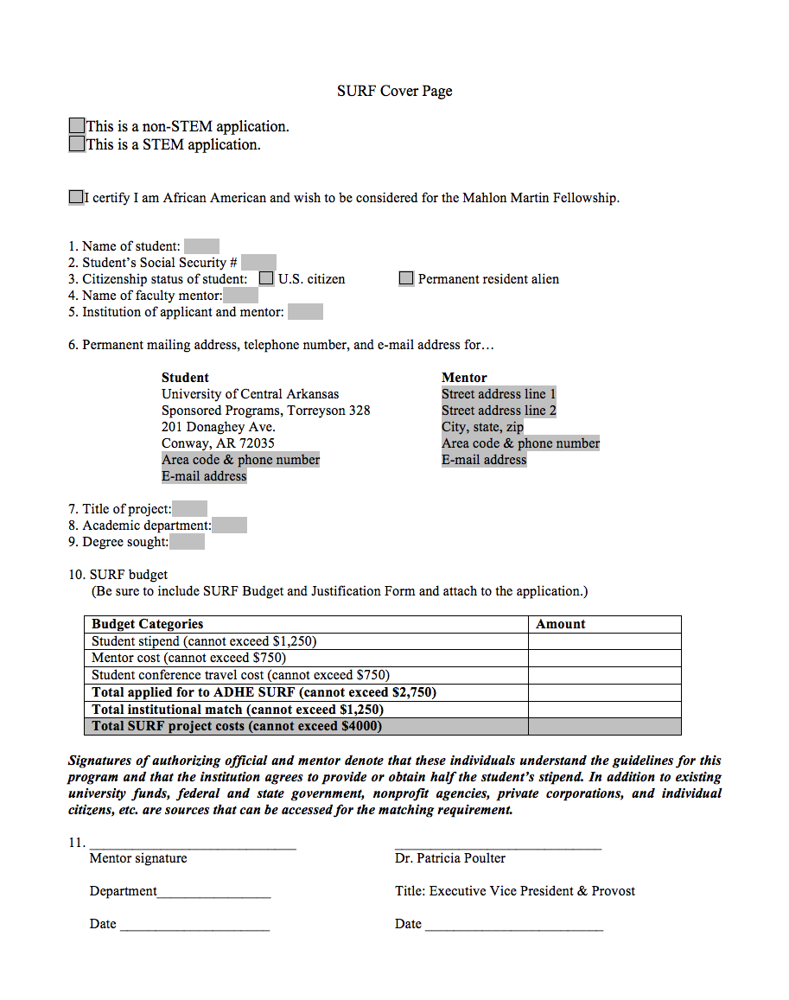 SURF Cover Page
This is a non-STEM application.
This is a STEM application.
I certify I am African American and wish to be considered for the Mahlon Martin Fellowship.
1. Name of student:
2. Student’s Social Security #
3. Citizenship status of student: U.S. citizen Permanent resident alien
4. Name of faculty mentor:
5. Institution of applicant and mentor:
6. Permanent mailing address, telephone number, and e-mail address for…
Student
University of Central Arkansas
Sponsored Programs, Torreyson 328
201 Donaghey Ave.
Conway, AR 72035
Area code & phone number
E-mail address
Mentor
Street address line 1
Street address line 2
City, state, zip
Area code & phone number
E-mail address
7. Title of project:
8. Academic department:
9. Degree sought:
10. SURF budget
(Be sure to include SURF Budget and Justification Form and attach to the application.)
Budget Categories Amount
Student stipend (cannot exceed $1,250)
Mentor cost (cannot exceed $750)
Student conference travel cost (cannot exceed $750)
Total applied for to ADHE SURF (cannot exceed $2,750)
Total institutional match (cannot exceed $1,250)
Total SURF project costs (cannot exceed $4000)
Signatures of authorizing official and mentor denote that these individuals understand the guidelines for this
program and that the institution agrees to provide or obtain half the student’s stipend. In addition to existing
university funds, federal and state government, nonprofit agencies, private corporations, and individual
citizens, etc. are sources that can be accessed for the matching requirement.
11. ______________________________ ______________________________
Mentor signature Dr. Patricia Poulter
Department_________________ Title: Executive Vice President & Provost
Date ______________________ Date __________________________